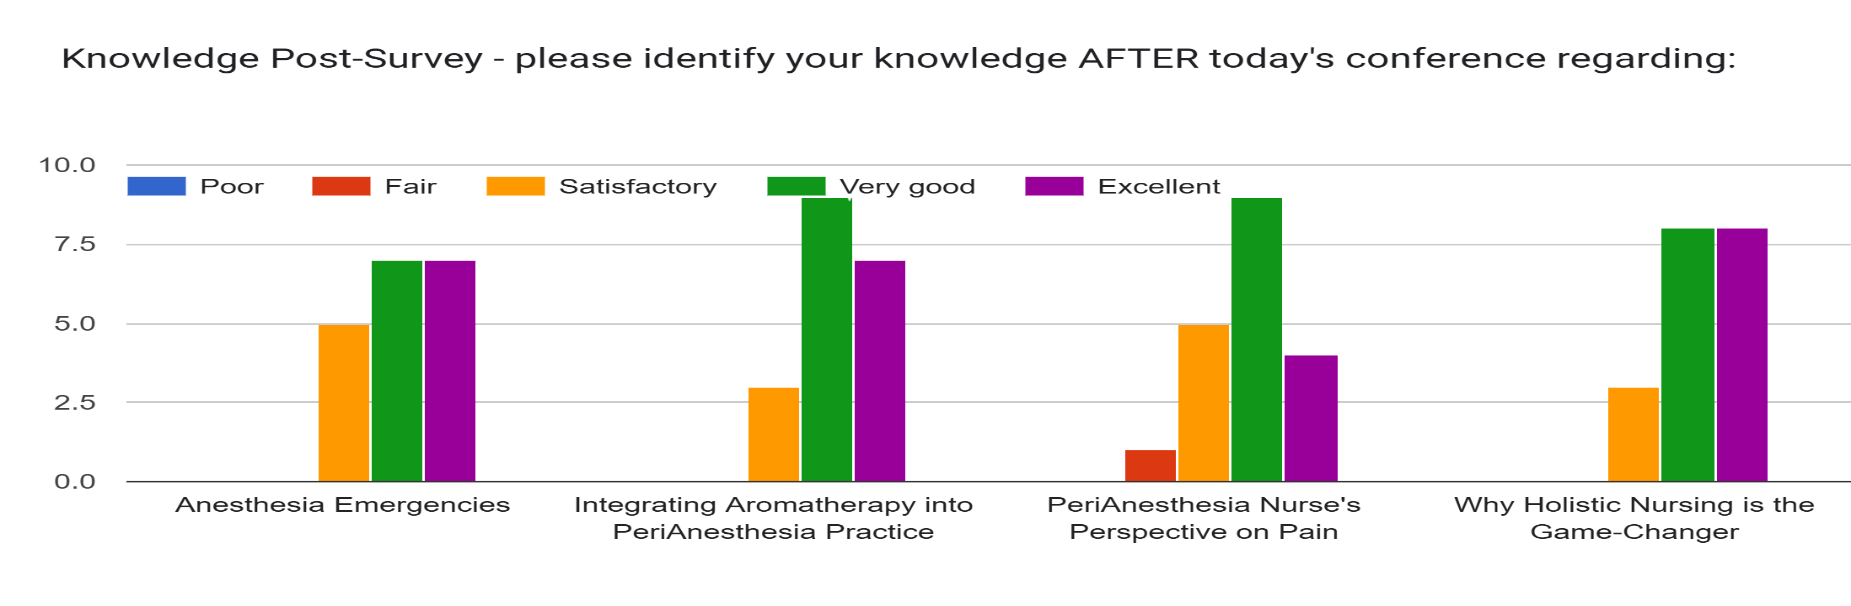 Knowledge Post-Survey - please identify your knowledge AFTER today's conference regarding:
10.0
Poor Fair Satisfactory Very good Excellent
7.5
5.0
2.5
0.0
Anesthesia Emergencies
Integrating Aromatherapy into
PeriAnesthesia Practice
PeriAnesthesia Nurse's
Perspective on Pain
Why Holistic Nursing is the
Game-Changer